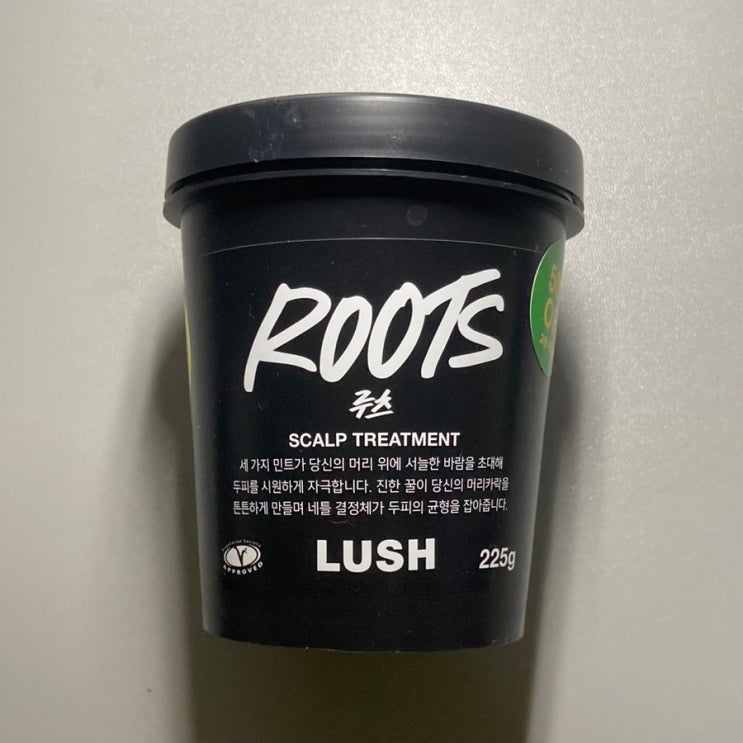 ROOTS
루츠
SCALP TREATMENT
세 가지 민트가 당신의 머리 위에 서늘한 바람을 초대해
두피를 시원하게 자극합니다. 진한 꿀이 당신의 머리카락을
튼튼하게 만들며 네틀 결정체가 두피의 균형을 잡아줍니다.
Vegetarian Society
APPROVED
LUSH
225g